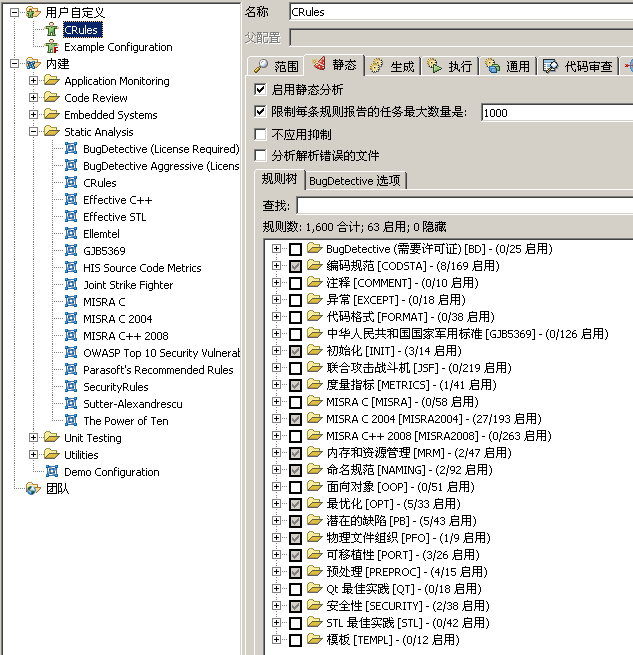 用户自定义
CRules
Example Configuration
内建
Application Monitoring
Code Review
Embedded Systems
Static Analysis
BugDetective (License Required)
BugDetective Aggressive (Licens
CRules
Effective C++
Effective STL
Ellemtel
GJB5369
HIS Source Code Metrics
Joint Strike Fighter
MISRA C
MISRA C 2004
MISRA C++ 2008
OWASP Top 10 Security Vulnerab
Parasoft's Recommended Rules
SecurityRules
Sutter-Alexandrescu
The Power of Ten
Unit Testing
Utilities
Demo Configuration
团队
名称 CRules
父配置:
范围 静态 生成 执行 通用 代码审查
启用静态分析
限制每条规则报告的任务最大数量是: 1000
不应用抑制
分析解析错误的文件
规则树 BugDetective 选项
查找:
规则数: 1,600 合计; 63 启用; 0 隐藏
BugDetective (需要许可证) [BD] - (0/25 启用)
编码规范 [CODSTA] - (8/169 启用)
注释 [COMMENT] - (0/10 启用)
异常 [EXCEPT] - (0/18 启用)
代码格式 [FORMAT] - (0/38 启用)
中华人民共和国国家军用标准 [GJB5369] - (0/126 启用)
初始化 [INIT] - (3/14 启用)
联合攻击战斗机 [JSF] - (0/219 启用)
度量指标 [METRICS] - (1/41 启用)
MISRA C [MISRA] - (0/58 启用)
MISRA C 2004 [MISRA2004] - (27/193 启用)
MISRA C++ 2008 [MISRA2008] - (0/263 启用)
内存和资源管理 [MRM] - (2/47 启用)
命名规范 [NAMING] - (2/92 启用)
面向对象 [OOP] - (0/51 启用)
最优化 [OPT] - (5/33 启用)
潜在的缺陷 [PB] - (5/43 启用)
物理文件组织 [PFO] - (1/9 启用)
可移植性 [PORT] - (3/26 启用)
预处理 [PREPROC] - (4/15 启用)
Qt 最佳实践 [QT] - (0/18 启用)
安全性 [SECURITY] - (2/38 启用)
STL 最佳实践 [STL] - (0/42 启用)
模板 [TEMPL] - (0/12 启用)